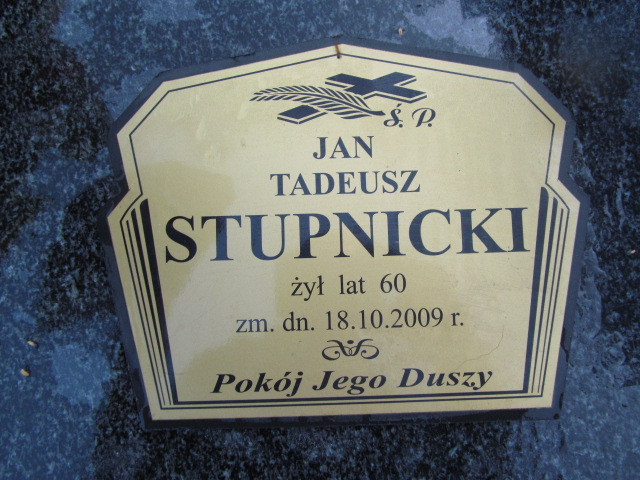 Ś. P.
JAN
TADEUSZ
STUPNICKI
żył lat 60
zm. dn. 18.10.2009 r.
Pokój Jego Duszy